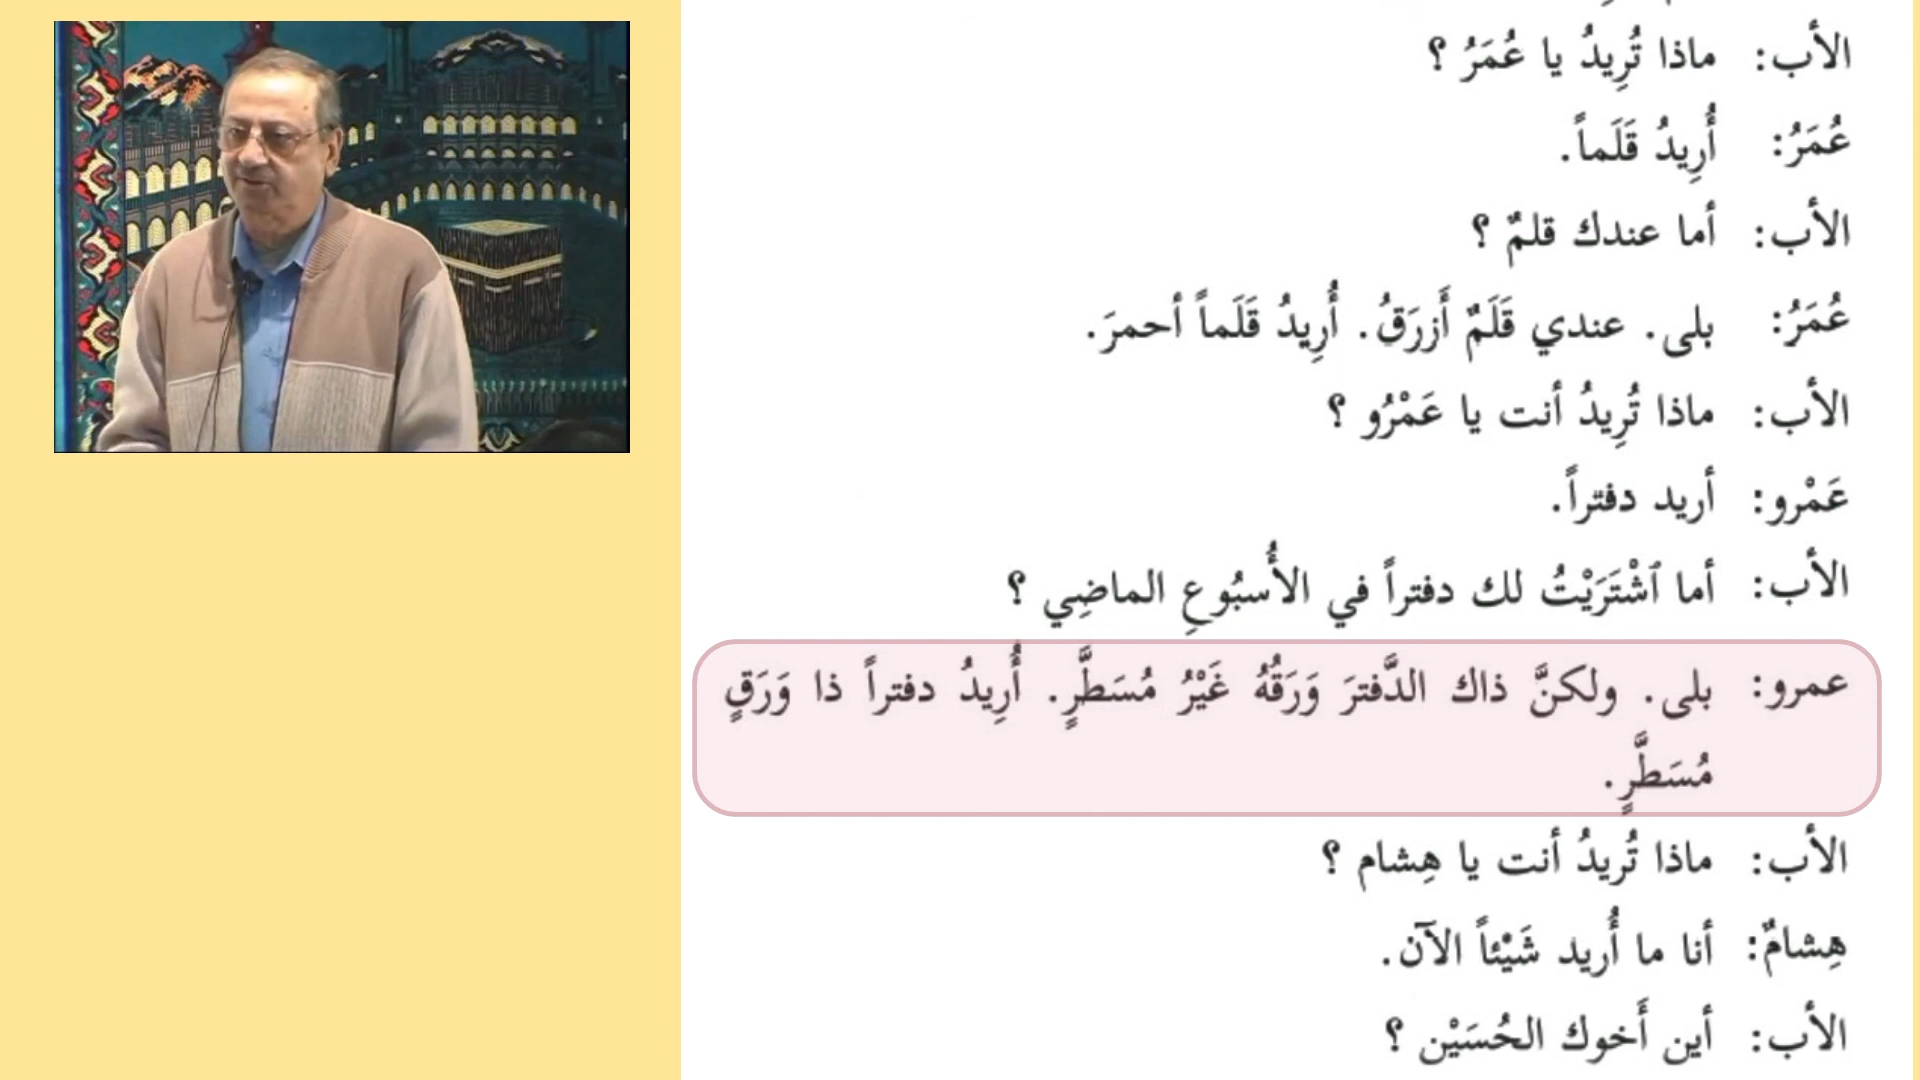 الأب: ماذا تُرِيدُ يا عُمَرُ ؟
عُمَرُ: أُرِيدُ قَلَماً.
الأب: أما عندك قلمٌ ؟
عُمَرُ: بلى. عندي قَلَمٌ أَزرَقُ. أُرِيدُ قَلَماً أحمرَ.
الأب: ماذا تُرِيدُ أنت يا عَمْرُو ؟
عَمْرو: أريد دفتراً.
الأب: أما ٱشْتَرَيْتُ لك دفتراً في الأُسبُوعِ الماضِي ؟
عمرو: بلى. ولكنَّ ذاك الدَّفترَ وَرَقُهُ غَيْرُ مُسَطَّرٍ. أُرِيدُ دفتراً ذا وَرَقٍ
مُسَطَّرٍ.
الأب: ماذا تُرِيدُ أنت يا هِشام ؟
هِشامٌ: أنا ما أُريد شَيْئاً الآن.
الأب: أين أَخوك الحُسَيْن ؟